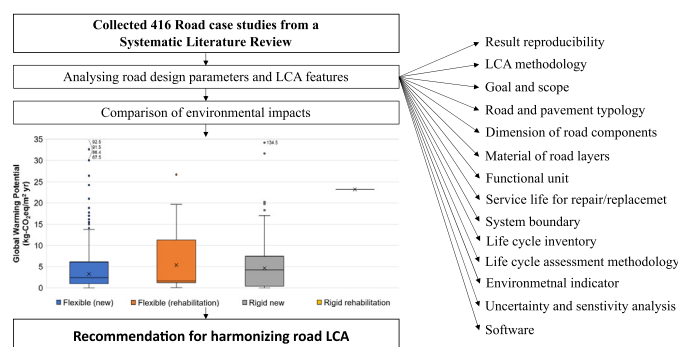 Collected 416 Road case studies from a
Systematic Literature Review
Analysing road design parameters and LCA features
Comparison of environmental impacts
Global Warming Potential
(kg-CO2eq/m² yr)
35
30
25
20
15
10
5
0
92.8
91.5
88.4
67.5
134.5
Flexible (new)
Flexible (rehabilitation)
Rigid new
Rigid rehabilitation
Recommendation for harmonizing road LCA
Result reproducibility
LCA methodology
Goal and scope
Road and pavement typology
Dimension of road components
Material of road layers
Functional unit
Service life for repair/replacemet
System boundary
Life cycle inventory
Life cycle assessment methodology
Environmetnal indicator
Uncertainty and senstivity analysis
Software